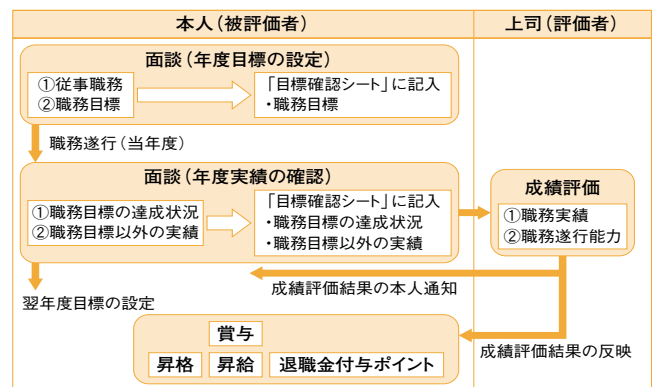 本人（被評価者）
上司（評価者）
面談（年度目標の設定）
①従事職務
②職務目標
「目標確認シート」に記入
・職務目標
職務遂行（当年度）
面談（年度実績の確認）
①職務目標の達成状況
②職務目標以外の実績
「目標確認シート」に記入
・職務目標の達成状況
・職務目標以外の実績
成績評価
①職務実績
②職務遂行能力
翌年度目標の設定
成績評価結果の本人通知
賞与
昇格
昇給
退職金付与ポイント
成績評価結果の反映